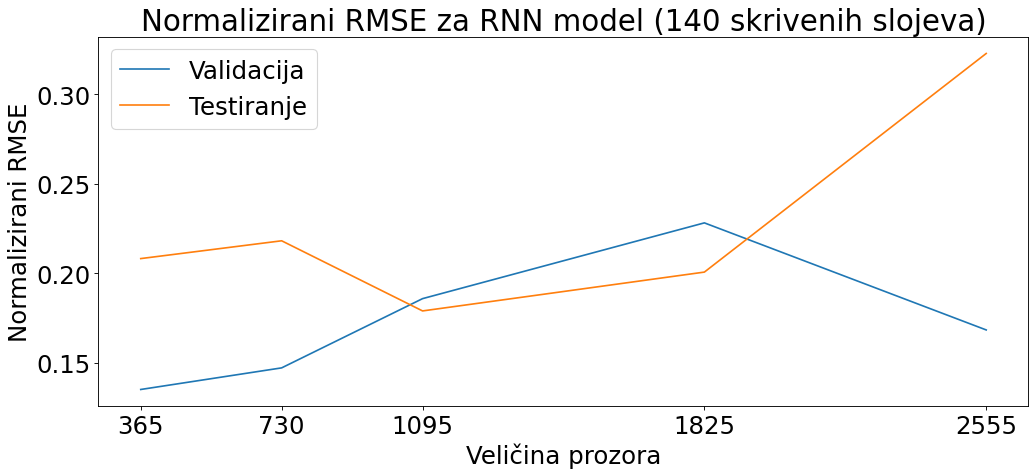 Normalizirani RMSE za RNN model (140 skrivenih slojeva)
Validacija
Testiranje
Normalizirani RMSE
0.30
0.25
0.20
0.15
365 730 1095 1825 2555
Veličina prozora